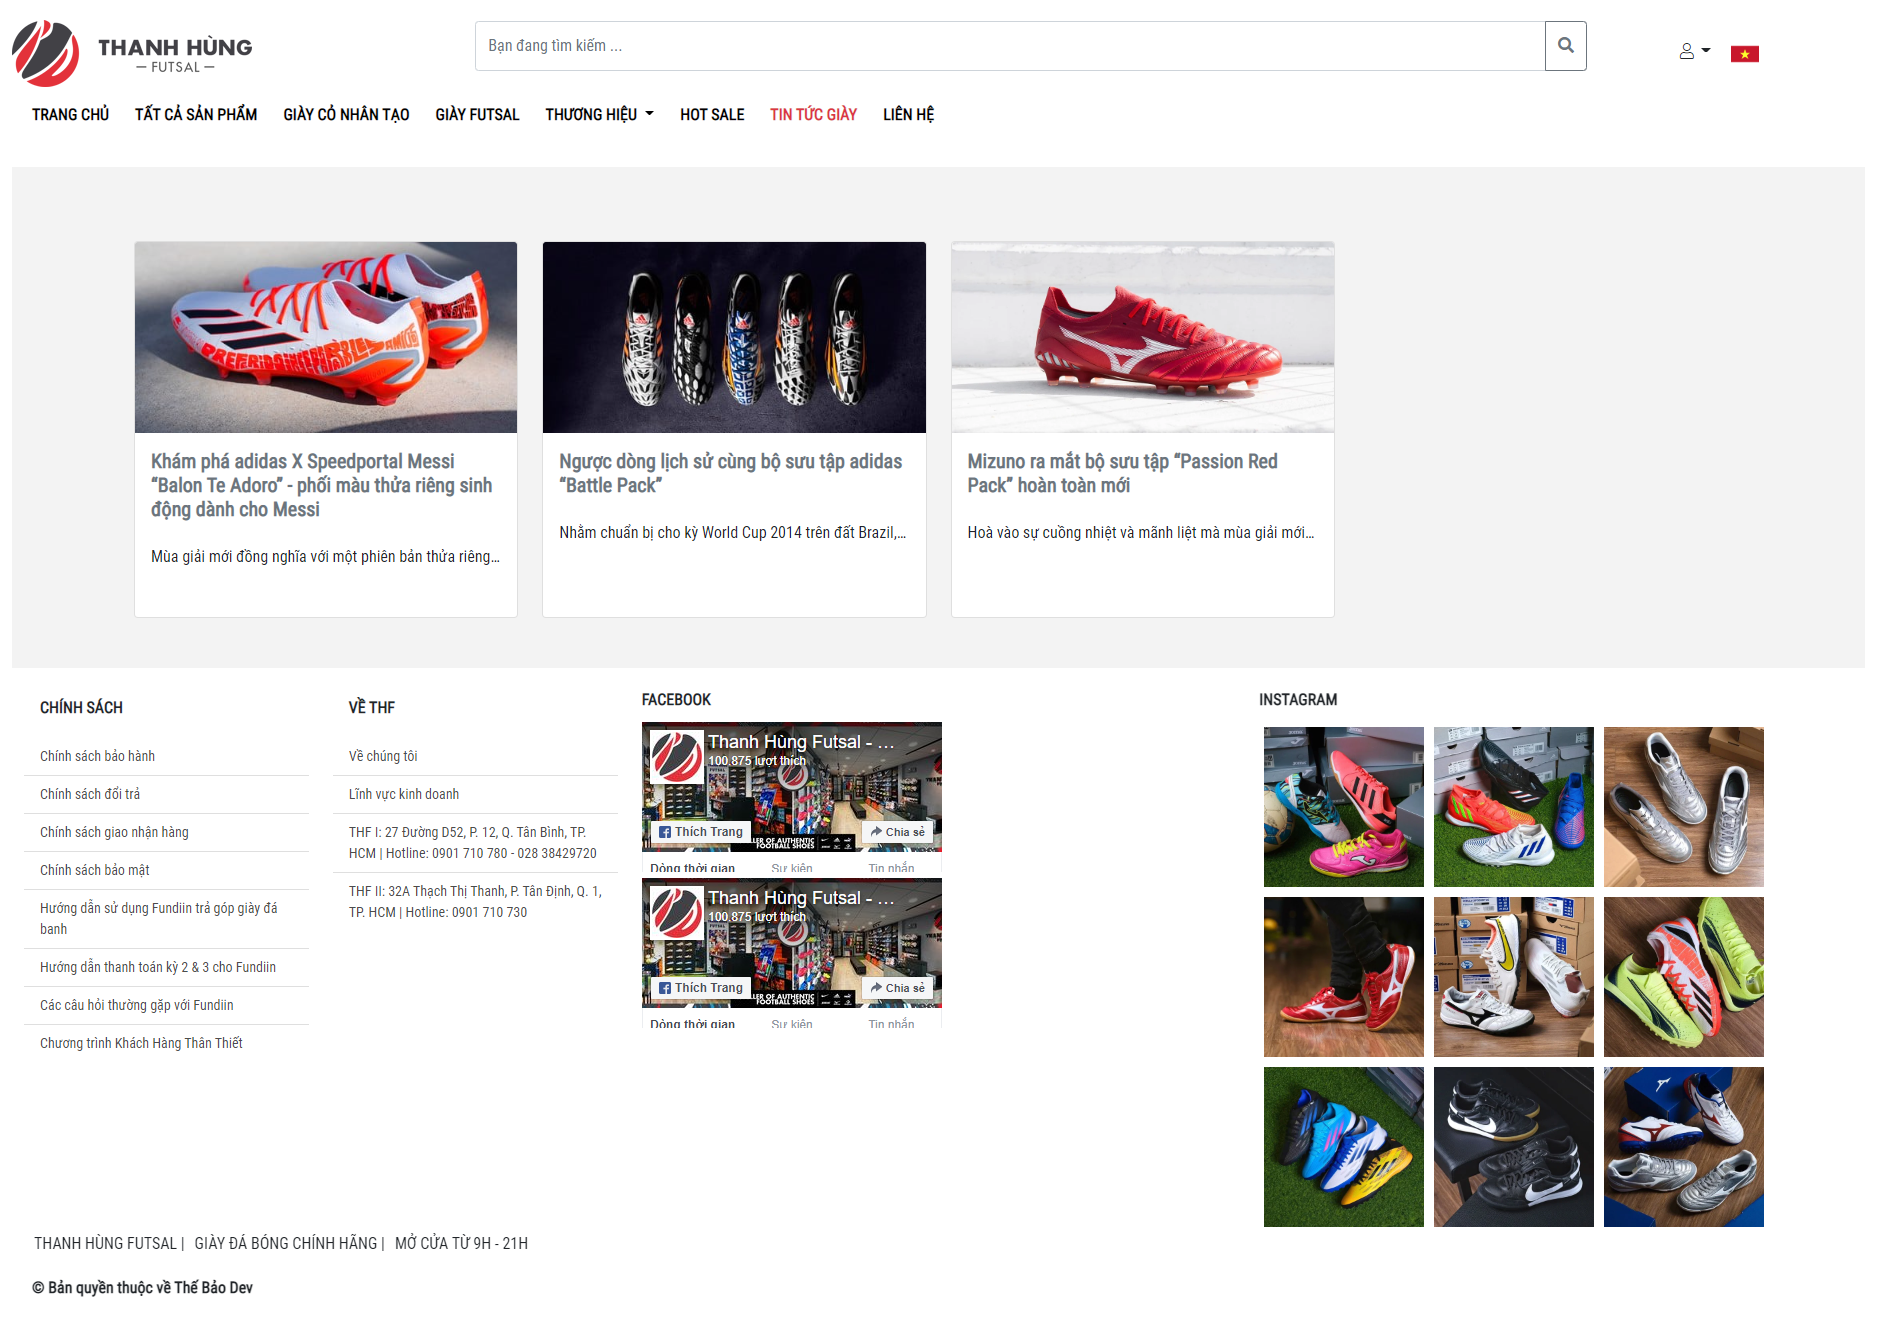 THANH HÙNG
– FUTSAL –
Bạn đang tìm kiếm ...
TRANG CHỦ TẤT CẢ SẢN PHẨM GIÀY CỎ NHÂN TẠO GIÀY FUTSAL THƯƠNG HIỆU HOT SALE TIN TỨC GIÀY LIÊN HỆ
Khám phá adidas X Speedportal Messi
“Balon Te Adoro” - phối màu thửa riêng sinh
động dành cho Messi
Mùa giải mới đồng nghĩa với một phiên bản thửa riêng...
Ngược dòng lịch sử cùng bộ sưu tập adidas
“Battle Pack”
Nhằm chuẩn bị cho kỳ World Cup 2014 trên đất Brazil,...
Mizuno ra mắt bộ sưu tập “Passion Red
Pack” hoàn toàn mới
Hoà vào sự cuồng nhiệt và mãnh liệt mà mùa giải mới...
CHÍNH SÁCH
Chính sách bảo hành
Chính sách đổi trả
Chính sách giao nhận hàng
Chính sách bảo mật
Hướng dẫn sử dụng Fundiin trả góp giày đá
banh
Hướng dẫn thanh toán kỳ 2 & 3 cho Fundiin
Các câu hỏi thường gặp với Fundiin
Chương trình Khách Hàng Thân Thiết
VỀ THF
Về chúng tôi
Lĩnh vực kinh doanh
THF I: 27 Đường D52, P. 12, Q. Tân Bình, TP.
HCM | Hotline: 0901 710 780 - 028 38429720
THF II: 32A Thạch Thị Thanh, P. Tân Định, Q. 1,
TP. HCM | Hotline: 0901 710 730
FACEBOOK
Thanh Hùng Futsal - ...
100.875 lượt thích
Thích Trang
Chia sẻ
LER OF AUTHENTIC
FOOTBALL SHOES
Dòng thời gian Sự kiện Tin nhắn
Thanh Hùng Futsal - ...
100.875 lượt thích
Thích Trang
Chia sẻ
LER OF AUTHENTIC
FOOTBALL SHOES
Dòng thời gian Sự kiện Tin nhắn
INSTAGRAM
THANH HÙNG FUTSAL | GIÀY ĐÁ BÓNG CHÍNH HÃNG | MỞ CỬA TỪ 9H - 21H
© Bản quyền thuộc về Thế Bảo Dev